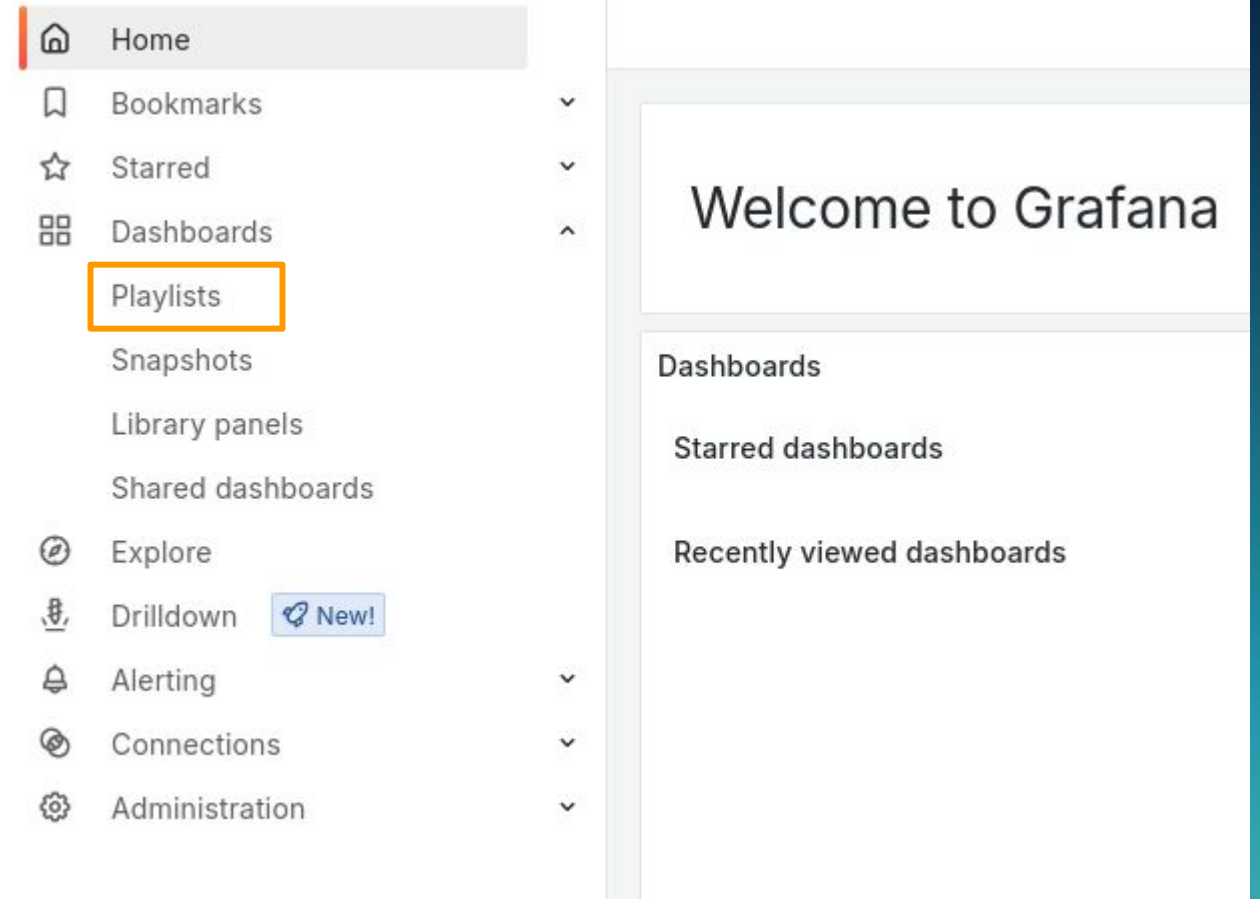 Home
Bookmarks
Starred
Dashboards
Playlists
Snapshots
Library panels
Shared dashboards
Explore
Drilldown New!
Alerting
Connections
Administration
Welcome to Grafana
Dashboards
Starred dashboards
Recently viewed dashboards